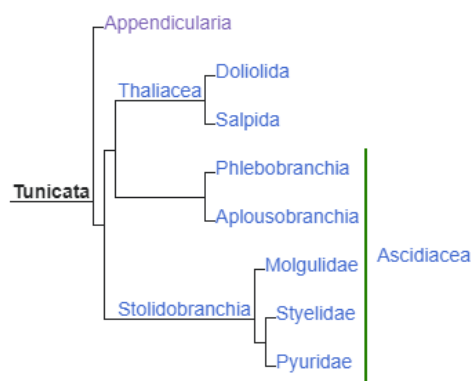 Appendicularia
Doliolida
Thaliacea
Salpida
Phlebobranchia
Tunicata
Aplousobranchia
Ascidiacea
Molgulidae
Stolidobranchia
Styelidae
Pyuridae